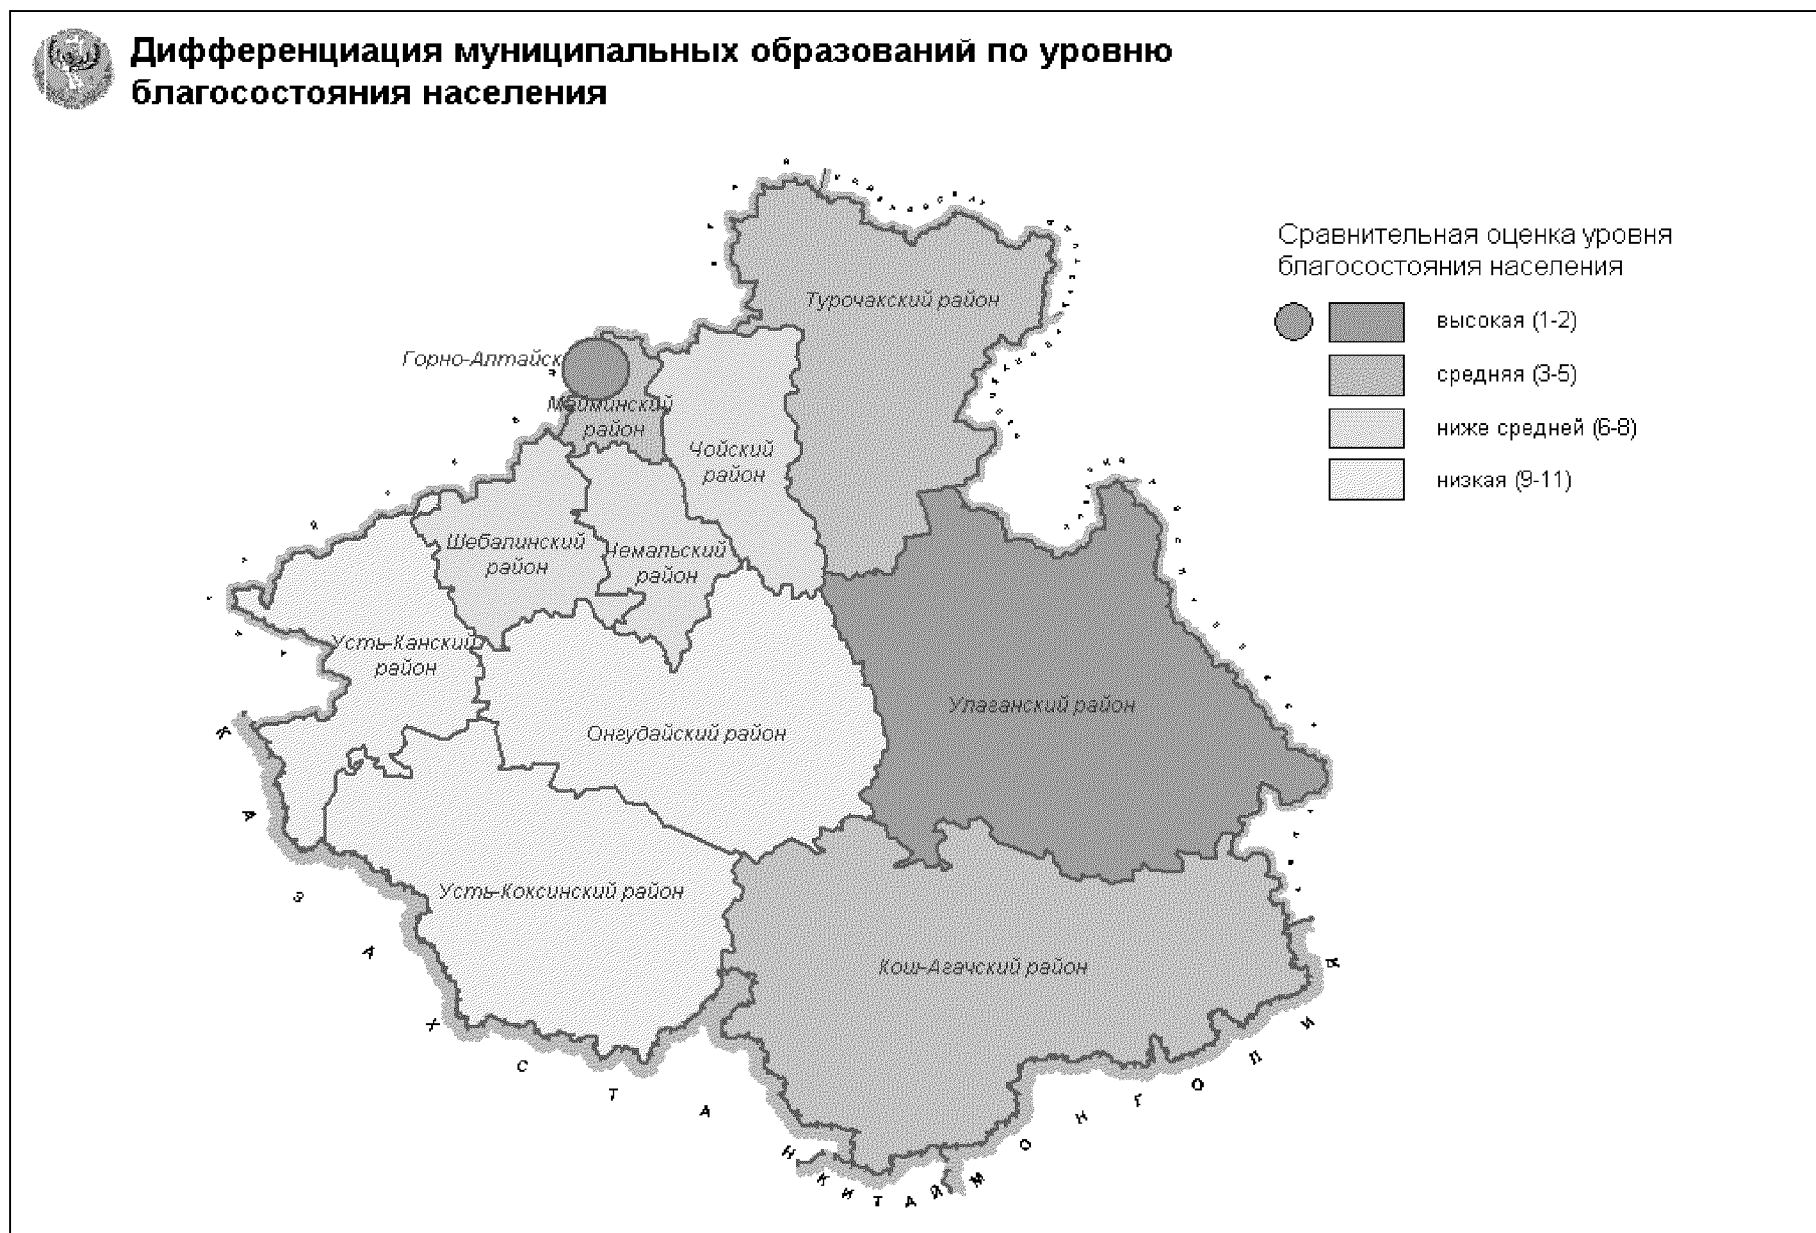 Дифференциация муниципальных образований по уровню
благосостояния населения
Сравнительная оценка уровня
благосостояния населения
высокая (1-2)
средняя (3-5)
ниже средней (6-8)
низкая (9-11)
Турочакский район
Горно-Алтайск
Майминский
район
Чойский
район
Шебалинский
район
Чемальский
район
Усть-Канский
район
Улаганский район
Онгудайский район
Усть-Коксинский район
Кош-Агачский район
КАЗАХСТАН
КИТАЙ
МОНГОЛИЯ